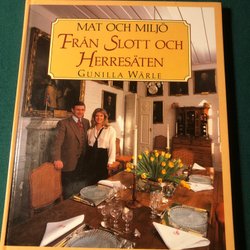 MAT OCH MILJÖ
FRÅN SLOTT OCH
HERRESÄTEN
GUNILLA WÄRLE